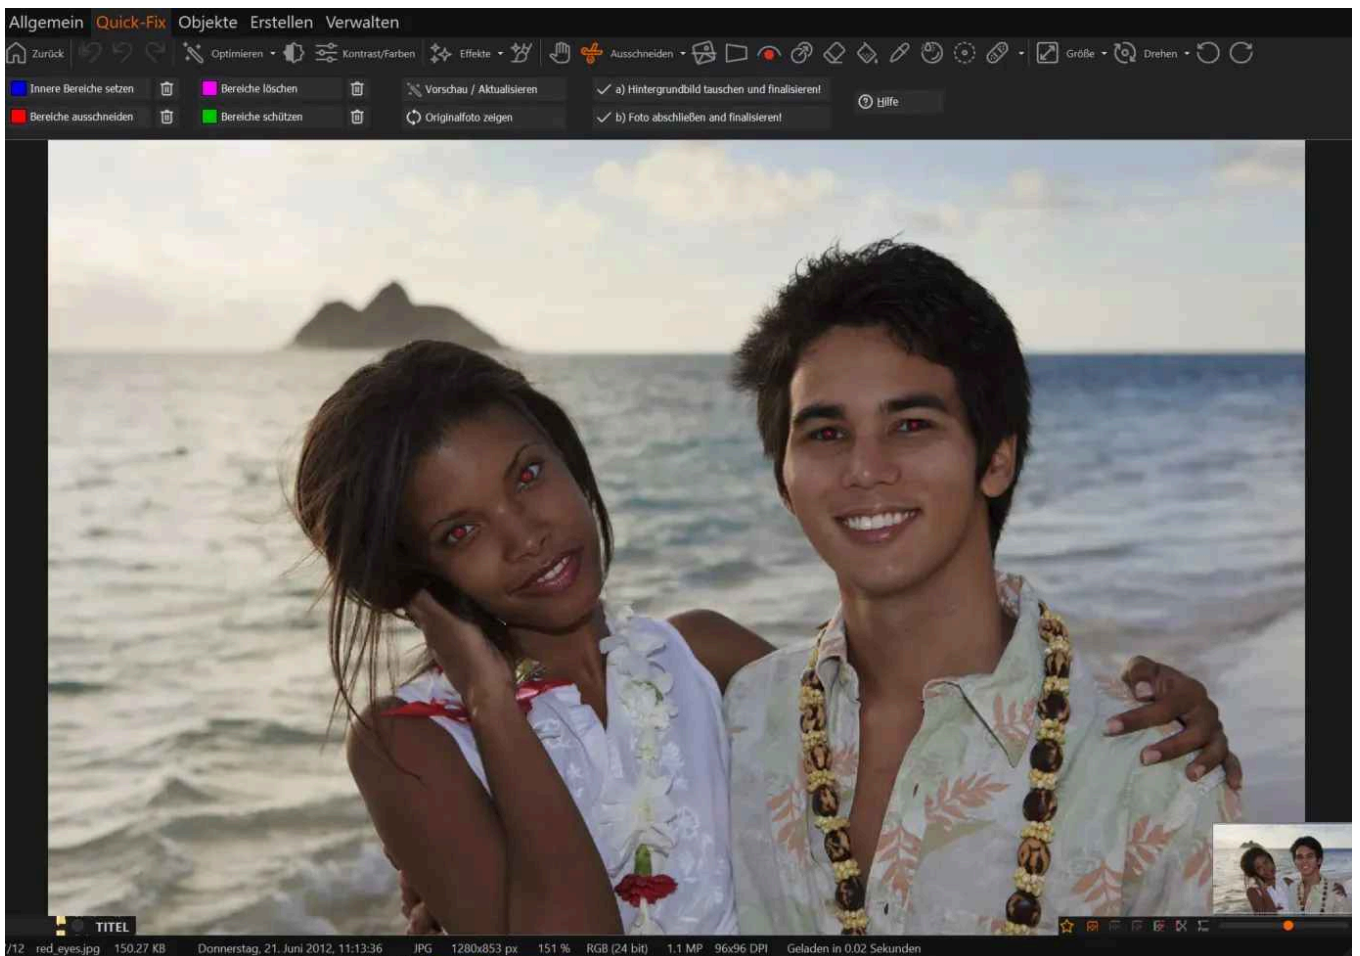 Allgemein Quick-Fix Objekte Erstellen Verwalten
Zurück Optimieren Kontrast/Farben Effekte Ausschneiden Größe Drehen
Innere Bereiche setzen Bereiche löschen Vorschau / Aktualisieren a) Hintergrundbild tauschen und finalisieren! Hilfe
Bereiche ausschneiden Bereiche schützen Originalfoto zeigen b) Foto abschließen and finalisieren!
TITEL
7/12 red_eyes.jpg 150.27 KB Donnerstag, 21. Juni 2012, 11:13:36 JPG 1280x853 px 151 % RGB (24 bit) 1.1 MP 96x96 DPI Geladen in 0.02 Sekunden